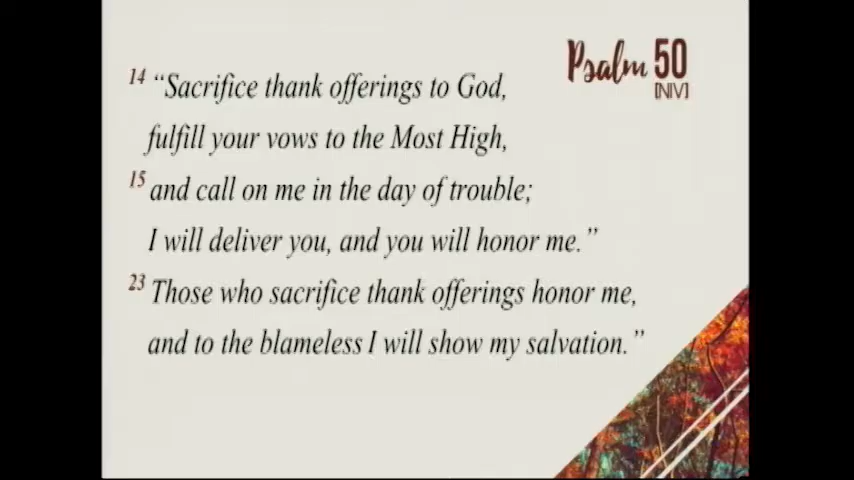 Psalm 50
[NIV]
14 “Sacrifice thank offerings to God,
fulfill your vows to the Most High,
15 and call on me in the day of trouble;
I will deliver you, and you will honor me.”
23 Those who sacrifice thank offerings honor me,
and to the blameless I will show my salvation.”